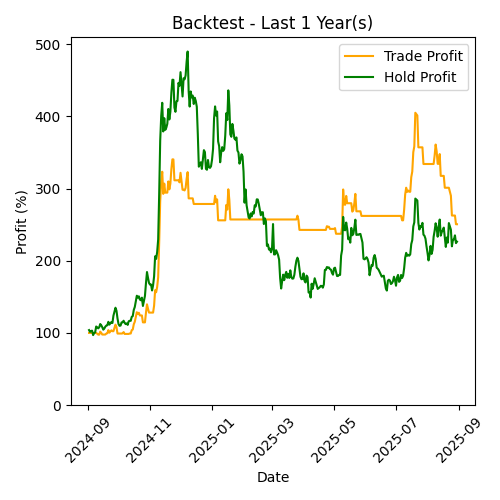 Backtest - Last 1 Year(s)
Trade Profit
Hold Profit
Profit (%)
500
400
300
200
100
0
2024-09
2024-11
2025-01
2025-03
2025-05
2025-07
2025-09
Date